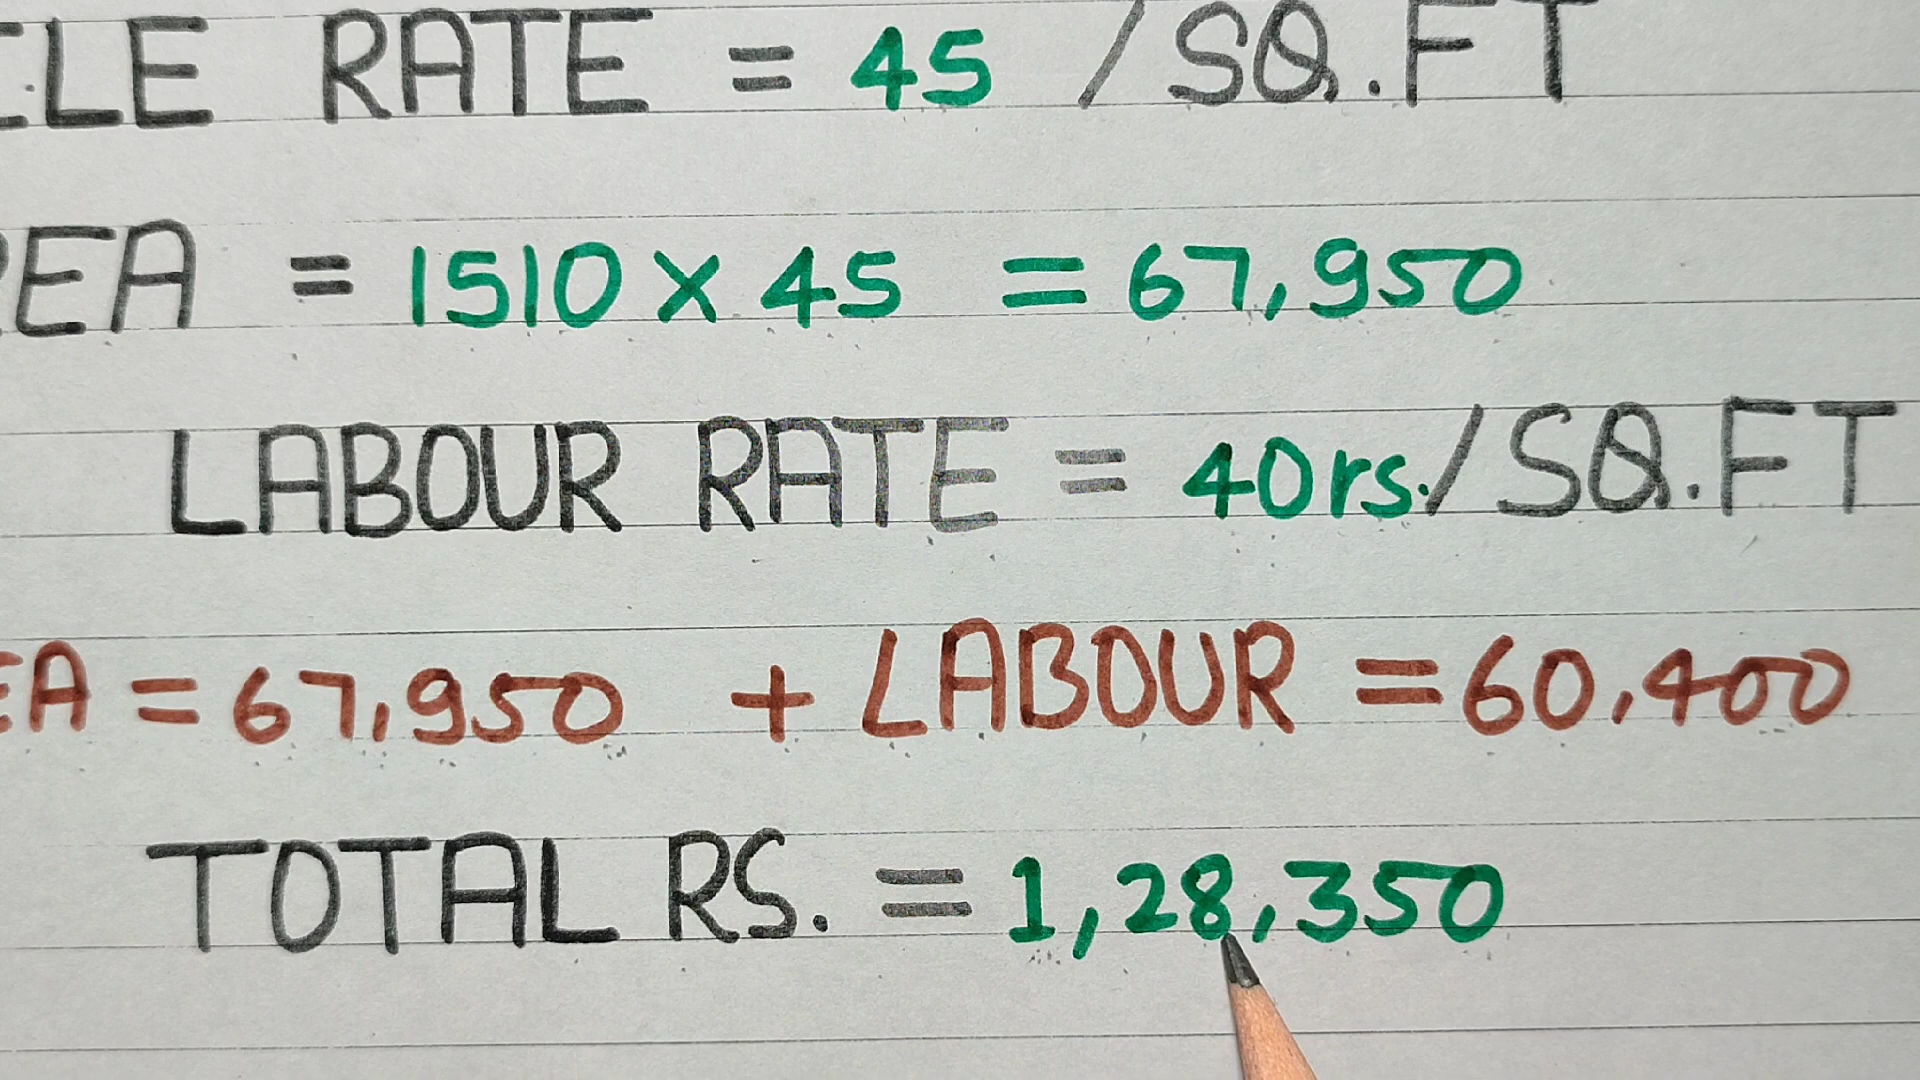 LE RATE = 45 /SQ.FT
EA = 1510 × 45 = 67,950
LABOUR RATE = 40rs./SQ.FT
A = 67,950 + LABOUR = 60,400
TOTAL RS. = 1,28,350